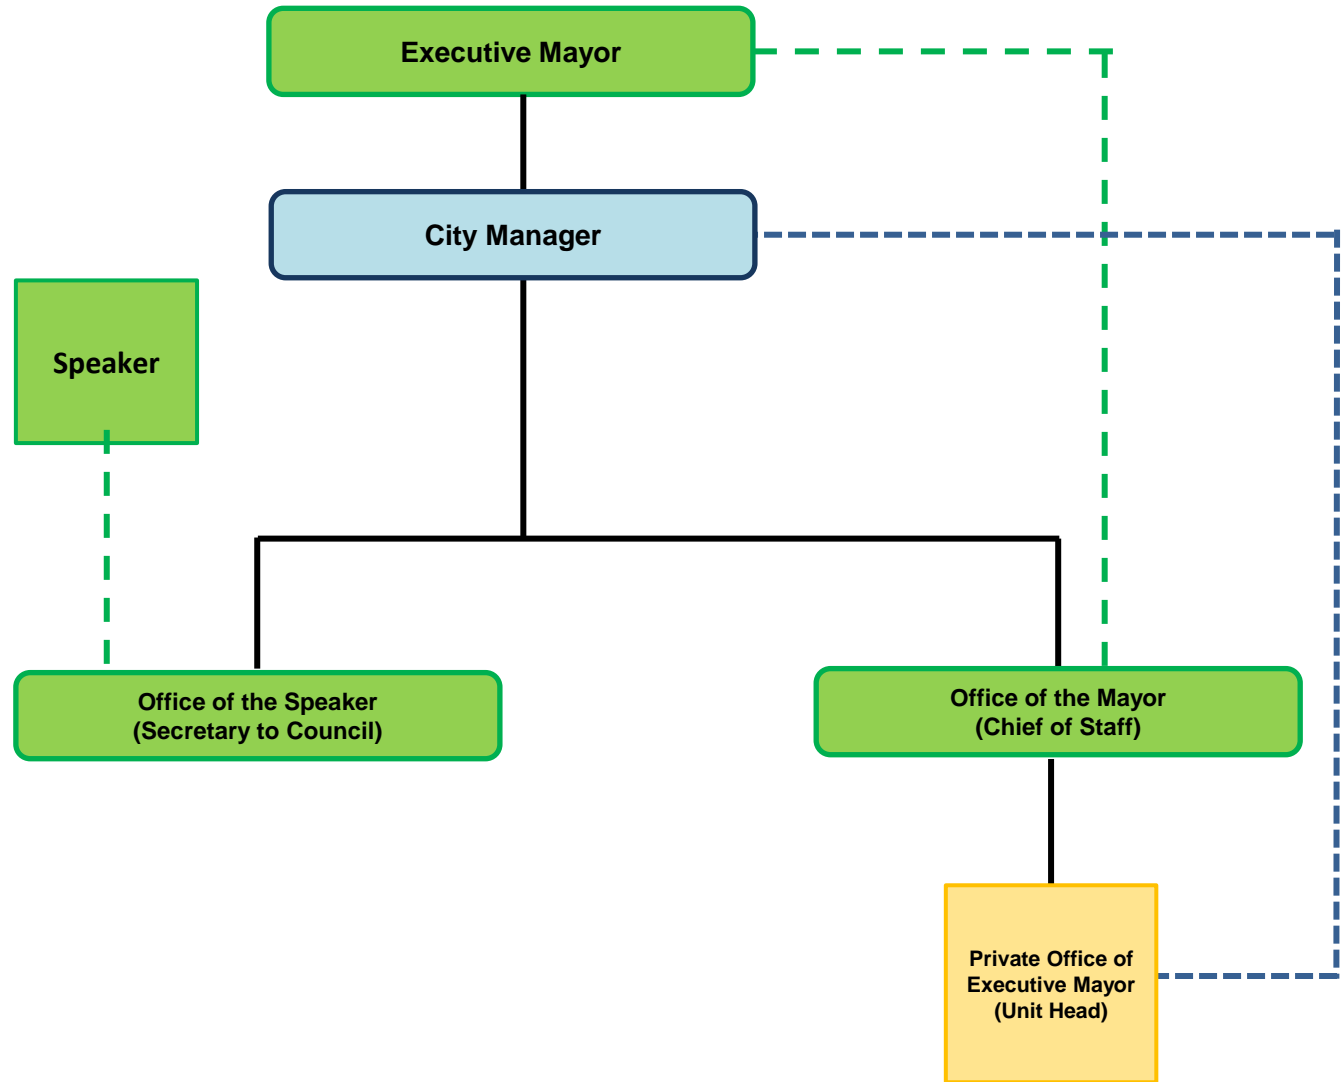 Executive Mayor
City Manager
Speaker
Office of the Speaker
(Secretary to Council)
Office of the Mayor
(Chief of Staff)
Private Office of
Executive Mayor
(Unit Head)